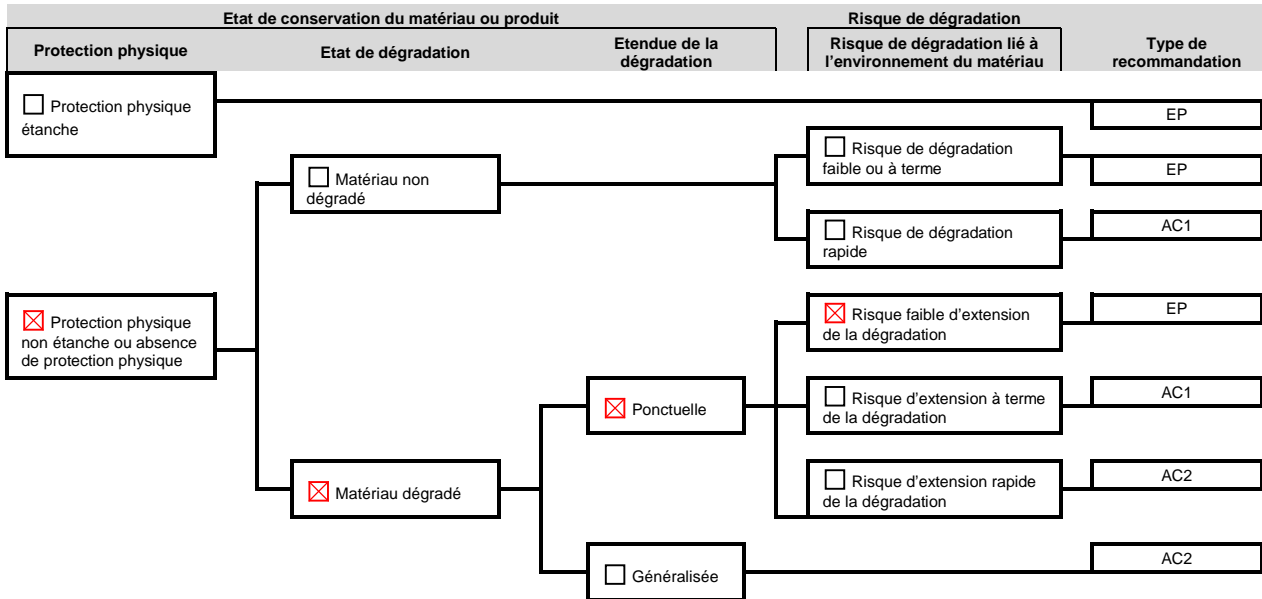 Etat de conservation du matériau ou produit
Risque de dégradation
Protection physique
Etat de dégradation
Etendue de la
dégradation
Risque de dégradation lié à
l'environnement du matériau
Type de
recommandation
Protection physique
étanche
EP
Matériau non
dégradé
Risque de dégradation
faible ou à terme
EP
Risque de dégradation
rapide
AC1
Protection physique
non étanche ou absence
de protection physique
Risque faible d'extension
de la dégradation
EP
Ponctuelle
Risque d'extension à terme
de la dégradation
AC1
Matériau dégradé
Risque d'extension rapide
de la dégradation
AC2
Généralisée
AC2